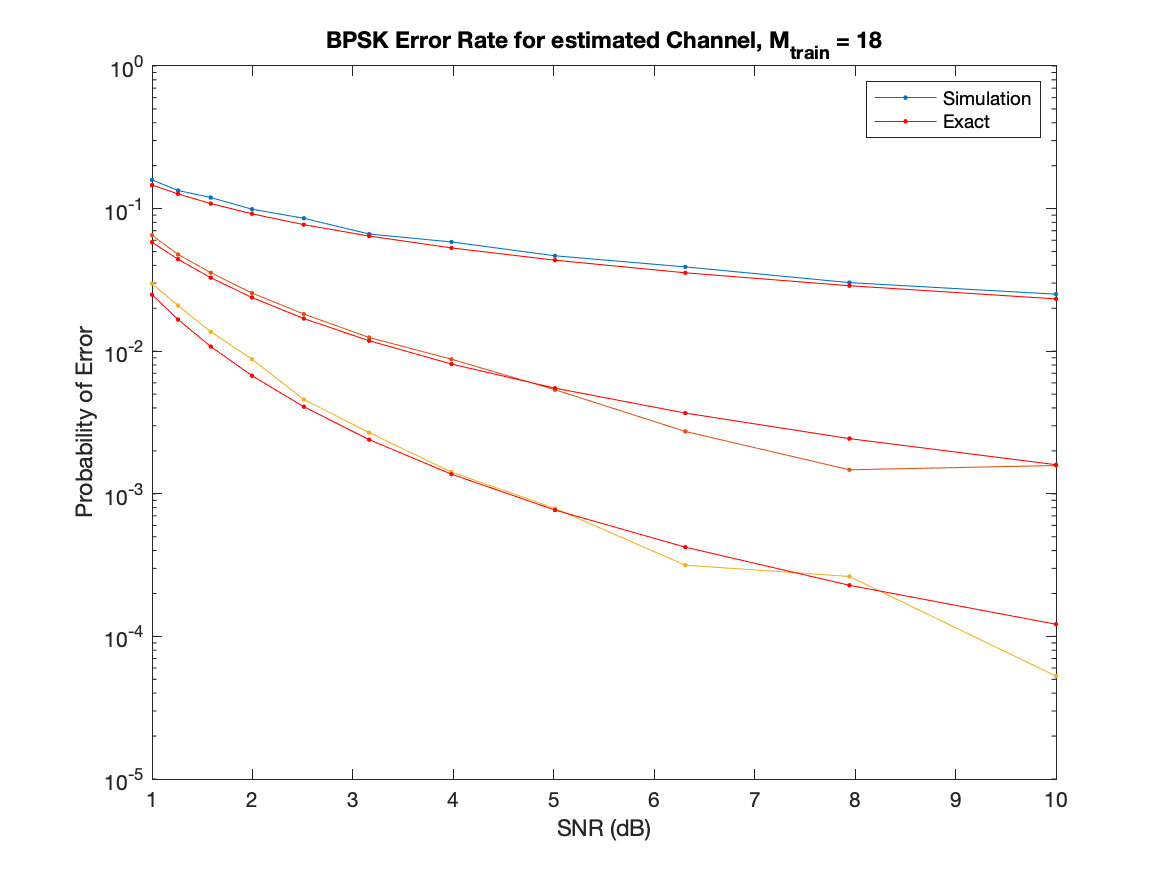 BPSK Error Rate for estimated Channel, M_train = 18
Simulation
Exact
Probability of Error
10^0
10^-1
10^-2
10^-3
10^-4
10^-5
1 2 3 4 5 6 7 8 9 10
SNR (dB)